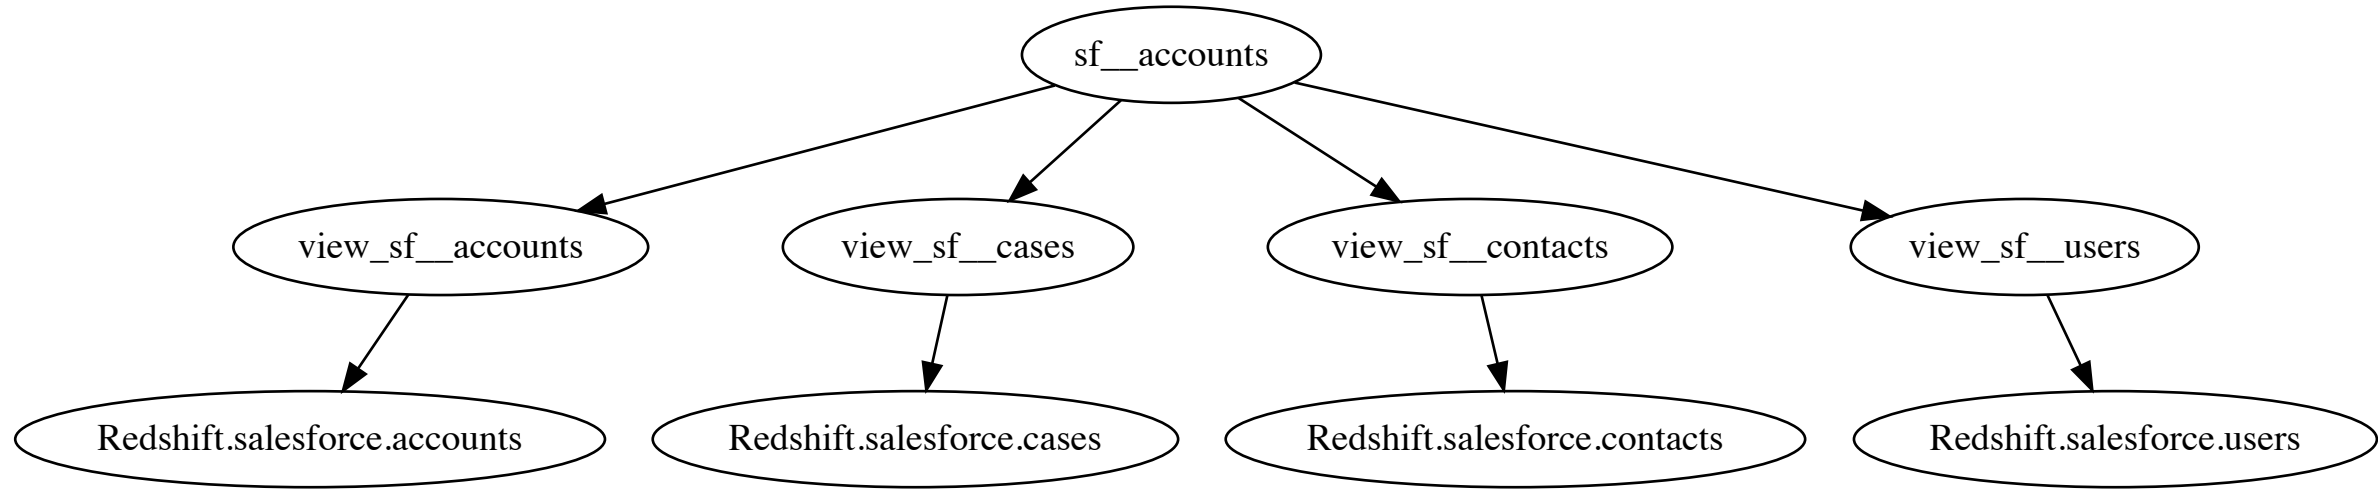 sf__accounts
view_sf__accounts
view_sf__cases
view_sf__contacts
view_sf__users
Redshift.salesforce.accounts
Redshift.salesforce.cases
Redshift.salesforce.contacts
Redshift.salesforce.users